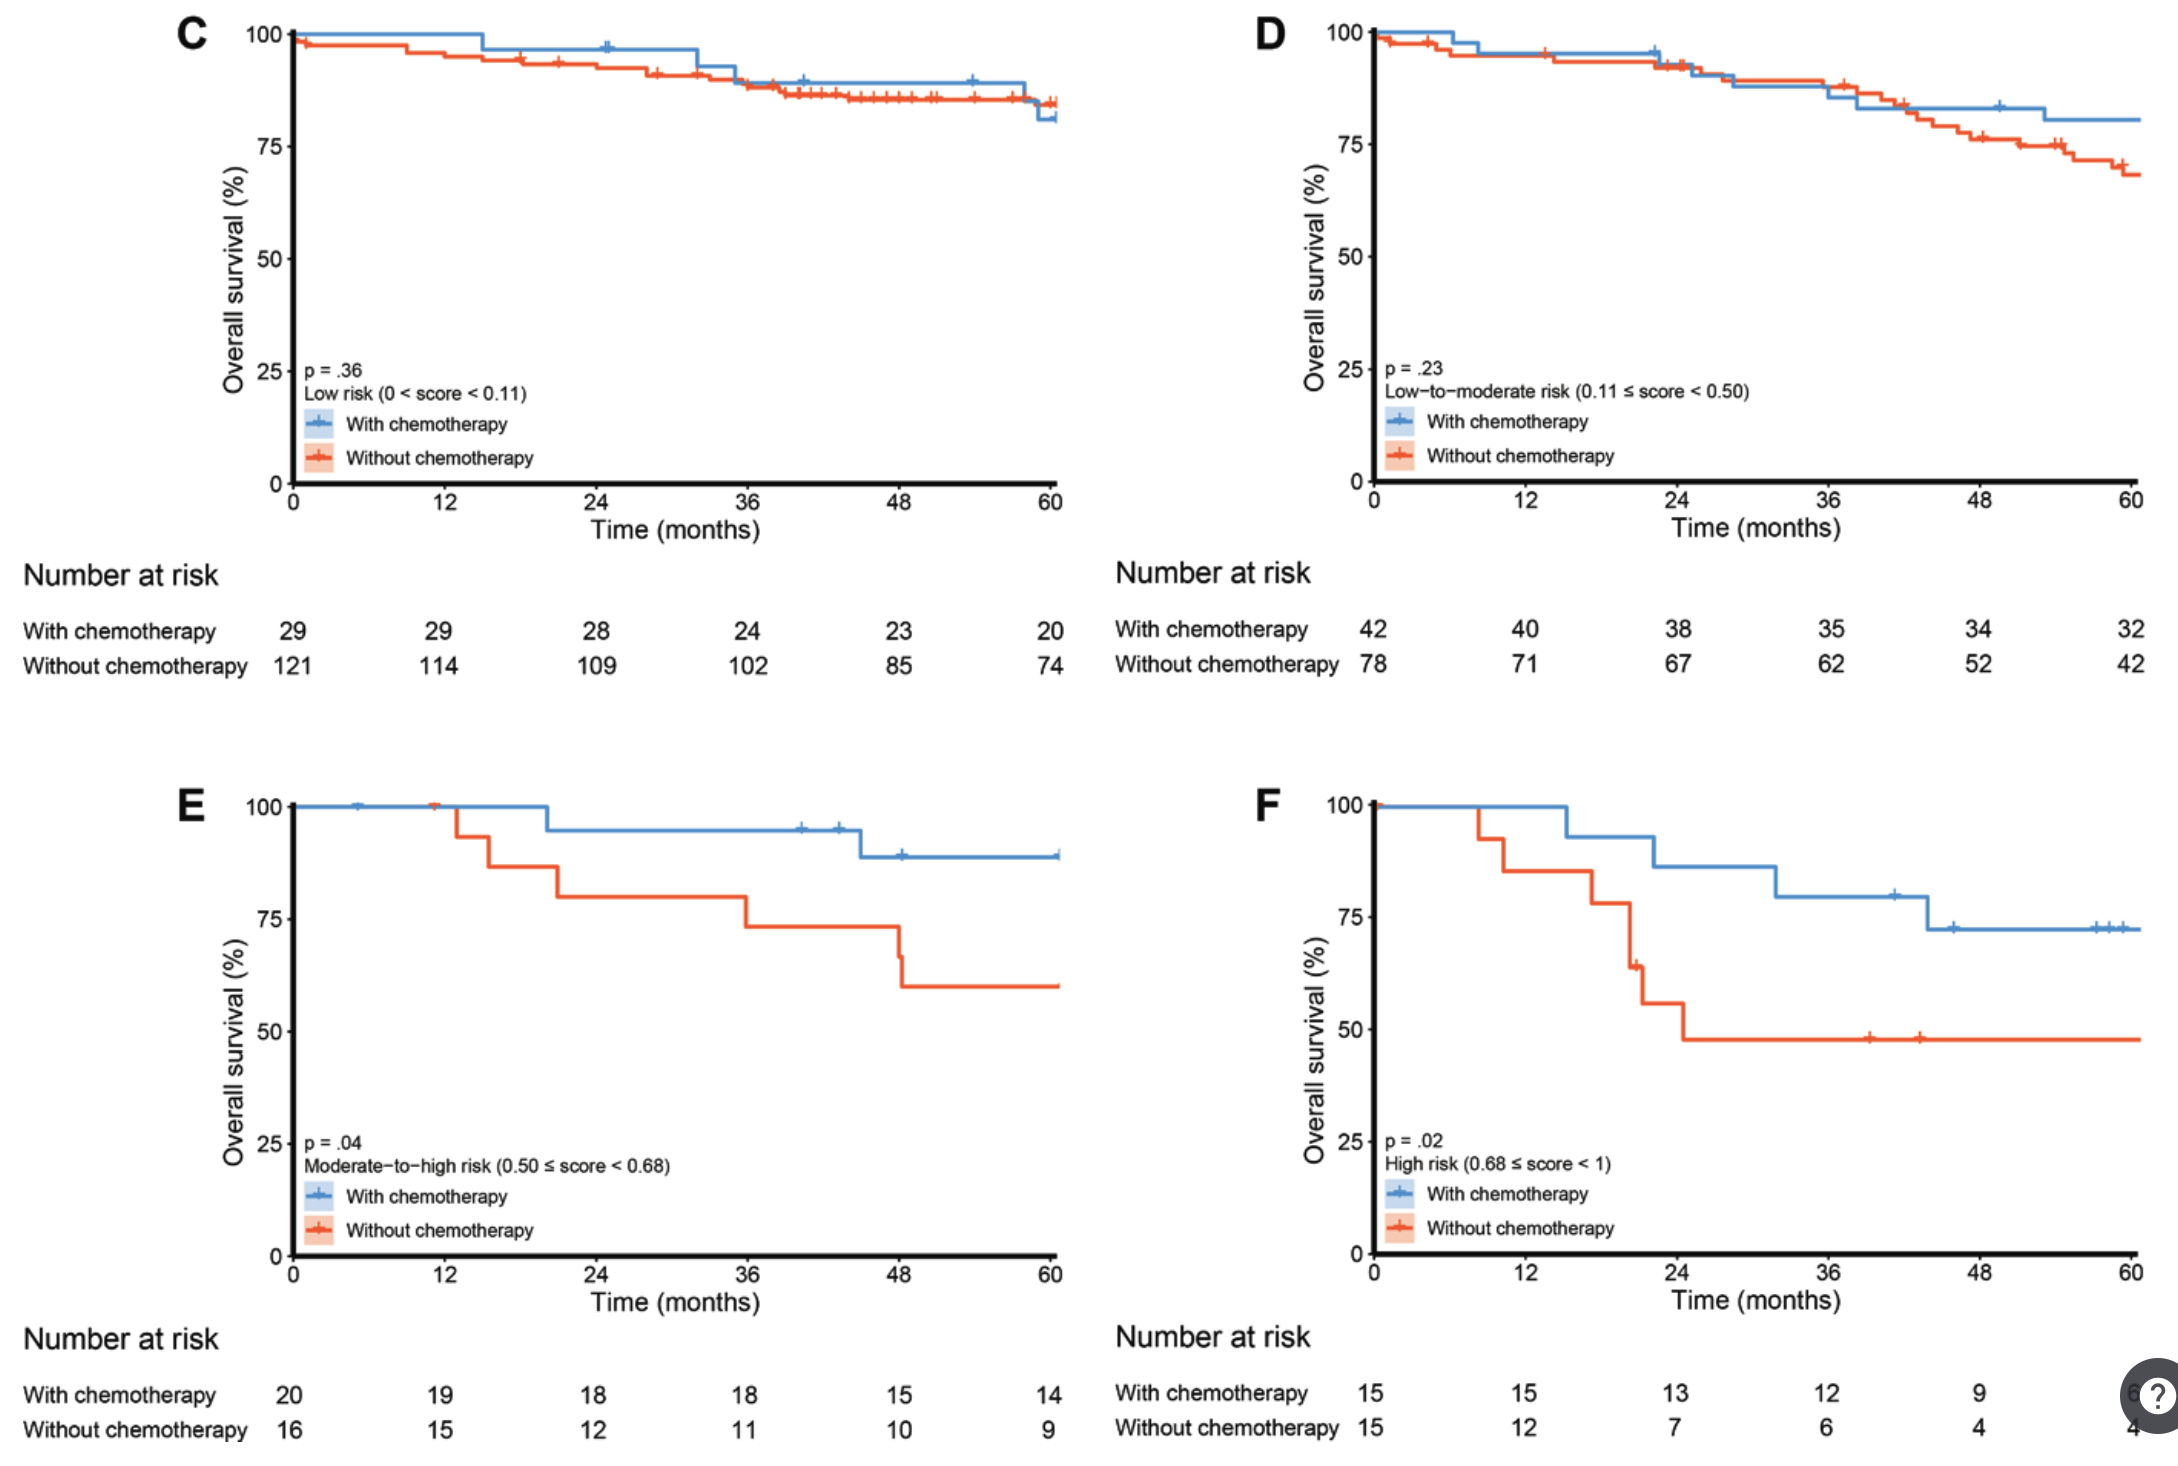 C
100
75
50
25
0
Overall survival (%)
p = .36
Low risk (0 < score < 0.11)
With chemotherapy
Without chemotherapy
0 12 24 36 48 60
Time (months)
Number at risk
With chemotherapy 29 29 28 24 23 20
Without chemotherapy 121 114 109 102 85 74
D
100
75
50
25
0
Overall survival (%)
p = .23
Low−to−moderate risk (0.11 ≤ score < 0.50)
With chemotherapy
Without chemotherapy
0 12 24 36 48 60
Time (months)
Number at risk
With chemotherapy 42 40 38 35 34 32
Without chemotherapy 78 71 67 62 52 42
E
100
75
50
25
0
Overall survival (%)
p = .04
Moderate−to−high risk (0.50 ≤ score < 0.68)
With chemotherapy
Without chemotherapy
0 12 24 36 48 60
Time (months)
Number at risk
With chemotherapy 20 19 18 18 15 14
Without chemotherapy 16 15 12 11 10 9
F
100
75
50
25
0
Overall survival (%)
p = .02
High risk (0.68 ≤ score < 1)
With chemotherapy
Without chemotherapy
0 12 24 36 48 60
Time (months)
Number at risk
With chemotherapy 15 15 13 12 9 6
Without chemotherapy 15 12 7 6 4 4
?